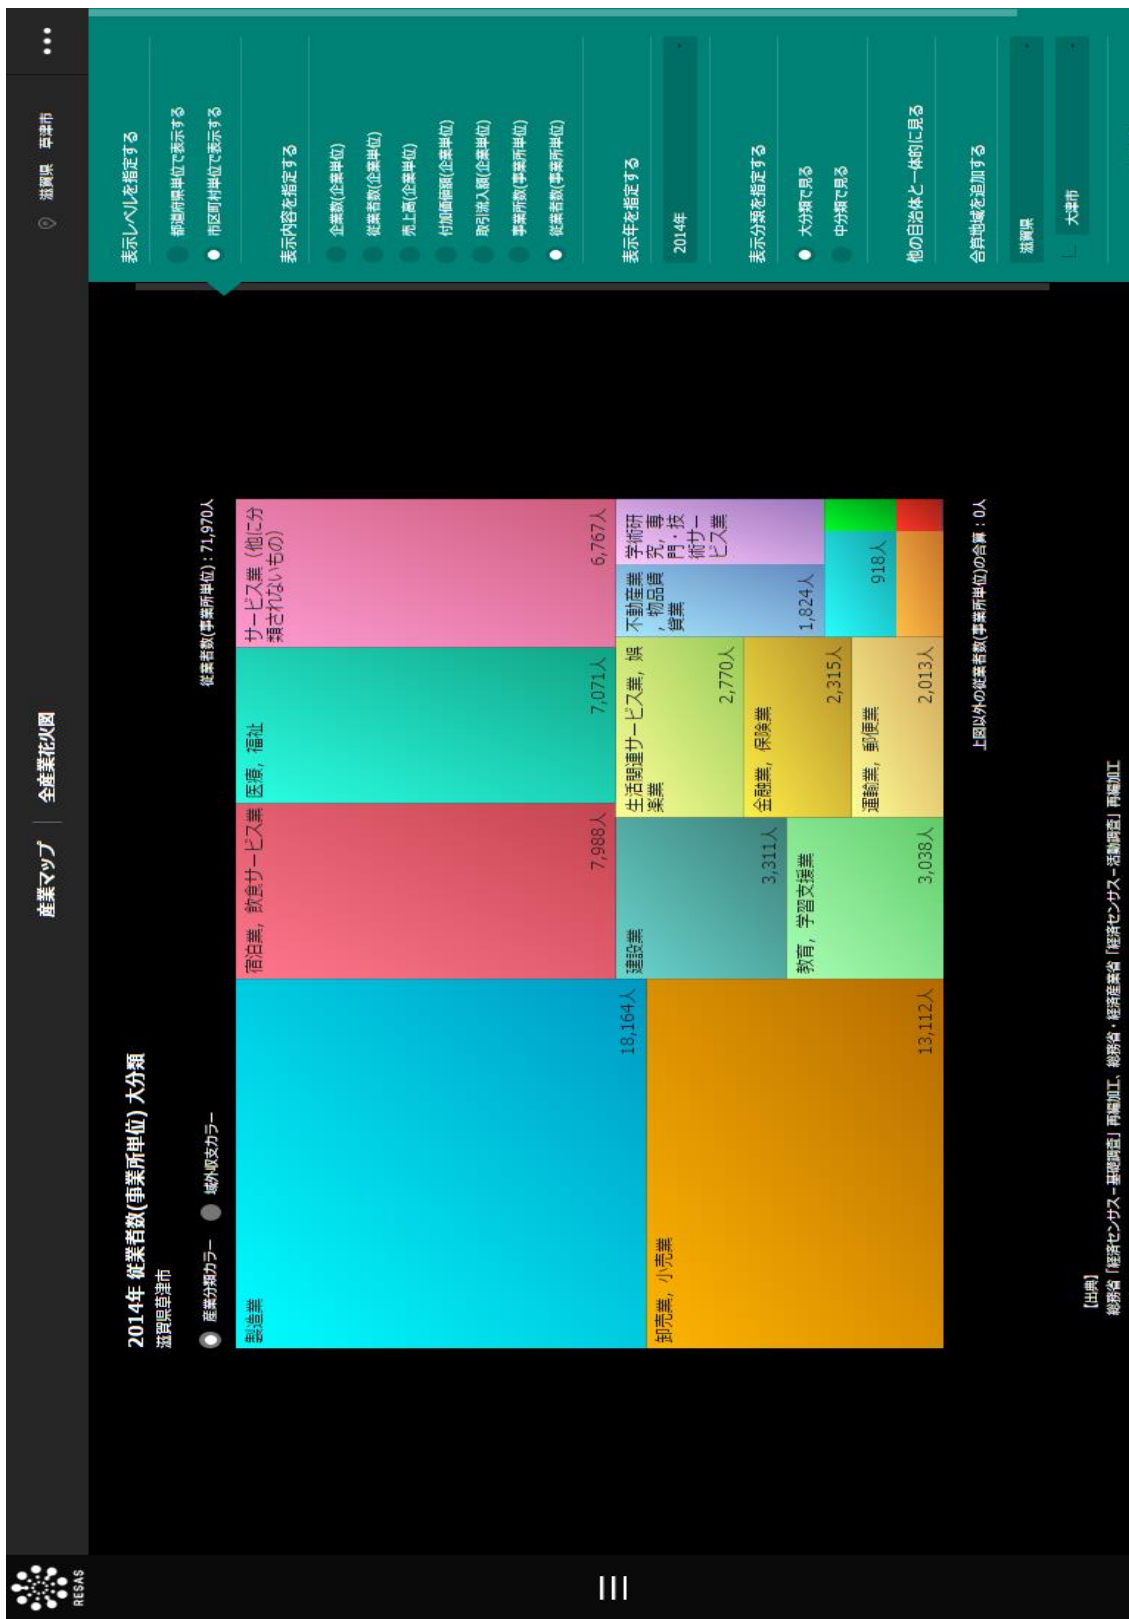 RESAS
産業マップ | 全産業花火図
滋賀県 草津市
2014年 従業者数(事業所単位) 大分類
滋賀県草津市
産業分類カラー
域外収支カラー
従業者数(事業所単位)：71,970人
製造業
18,164人
卸売業，小売業
13,112人
宿泊業，飲食サービス業
7,988人
医療，福祉
7,071人
サービス業（他に分
類されないもの）
6,767人
建設業
3,311人
教育，学習支援業
3,038人
生活関連サービス業，娯
楽業
2,770人
金融業，保険業
2,315人
運輸業，郵便業
2,013人
不動産業
，物品賃
貸業
1,824人
学術研
究，専
門・技
術サー
ビス業
918人
上図以外の従業者数(事業所単位)の合算：0人
【出典】
総務省「経済センサス－基礎調査」再編加工、総務省・経済産業省「経済センサス－活動調査」再編加工
表示レベルを指定する
都道府県単位で表示する
市区町村単位で表示する
表示内容を指定する
企業数(企業単位)
従業者数(企業単位)
売上高(企業単位)
付加価値額(企業単位)
取引流入額(企業単位)
事業所数(事業所単位)
従業者数(事業所単位)
表示年を指定する
2014年
表示分類を指定する
大分類で見る
中分類で見る
他の自治体と一体的に見る
合算地域を追加する
滋賀県
大津市